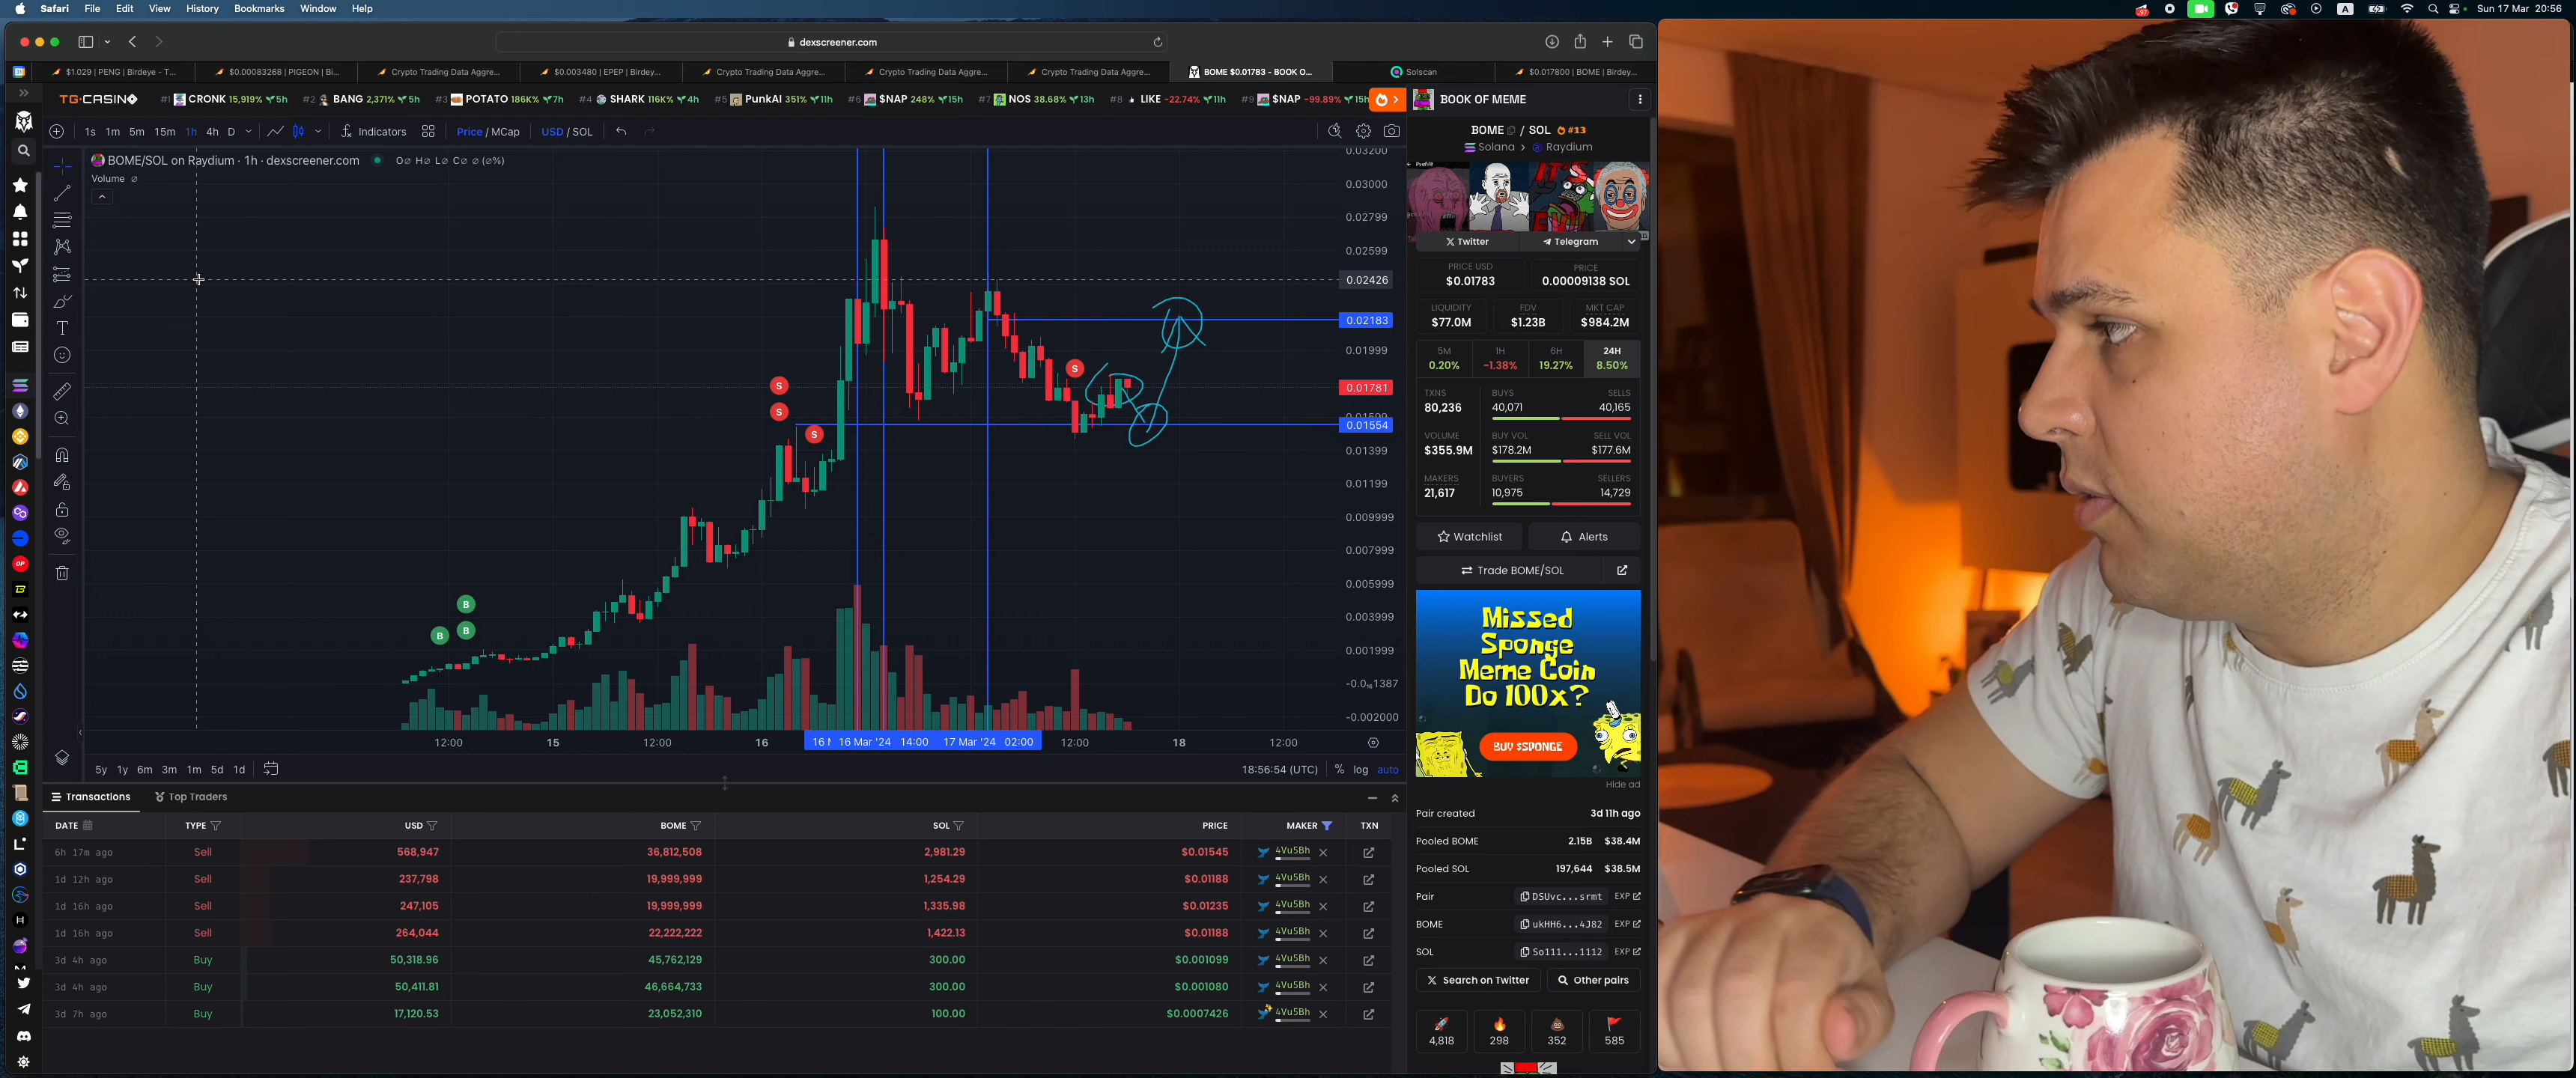 Safari File Edit View History Bookmarks Window Help
Sun 17 Mar 20:56
dexscreener.com
$1.029 | PENG | Birdeye - T...
$0.00083268 | PIGEON | Bi...
Crypto Trading Data Aggre...
$0.003480 | EPEP | Birdey...
Crypto Trading Data Aggre...
Crypto Trading Data Aggre...
Crypto Trading Data Aggre...
BOME $0.01783 - BOOK O...
Solscan
$0.017800 | BOME | Birdey...
TG.CASINO #1 CRONK 15,919% 5h #2 BANG 2,371% 5h #3 POTATO 186K% 7h #4 SHARK 116K% 4h #5 PunkAI 351% 11h #6 $NAP 248% 15h #7 NOS 38.68% 13h #8 LIKE -22.74% 11h #9 $NAP -99.89% 15h
1s 1m 5m 15m 1h 4h D Indicators Price / MCap USD / SOL
BOME/SOL on Raydium · 1h · dexscreener.com O∅ H∅ L∅ C∅ ∅ (∅%)
Volume ∅
0.03200
0.03000
0.02799
0.02599
0.02426
0.02183
0.01999
0.01781
0.01599
0.01554
0.01399
0.01199
0.009999
0.007999
0.005999
0.003999
0.001999
-0.0₁₆1387
-0.002000
S
S
S
S
B
B
B
12:00 15 12:00 16 16 M 16 Mar '24 14:00 17 Mar '24 02:00 12:00 18 12:00
5y 1y 6m 3m 1m 5d 1d
18:56:54 (UTC) % log auto
Transactions Top Traders
DATE TYPE USD BOME SOL PRICE MAKER TXN
6h 17m ago Sell 568,947 36,812,508 2,981.29 $0.01545 4Vu5Bh
1d 12h ago Sell 237,798 19,999,999 1,254.29 $0.01188 4Vu5Bh
1d 16h ago Sell 247,105 19,999,999 1,335.98 $0.01235 4Vu5Bh
1d 16h ago Sell 264,044 22,222,222 1,422.13 $0.01188 4Vu5Bh
3d 4h ago Buy 50,318.96 45,762,129 300.00 $0.001099 4Vu5Bh
3d 4h ago Buy 50,411.81 46,664,733 300.00 $0.001080 4Vu5Bh
3d 7h ago Buy 17,120.53 23,052,310 100.00 $0.0007426 4Vu5Bh
BOOK OF MEME
BOME / SOL #13
Solana > Raydium
Twitter Telegram
PRICE USD PRICE
$0.01783 0.00009138 SOL
LIQUIDITY FDV MKT CAP
$77.0M $1.23B $984.2M
5M 1H 6H 24H
0.20% -1.38% 19.27% 8.50%
TXNS BUYS SELLS
80,236 40,071 40,165
VOLUME BUY VOL SELL VOL
$355.9M $178.2M $177.6M
MAKERS BUYERS SELLERS
21,617 10,975 14,729
Watchlist Alerts
Trade BOME/SOL
Missed
Sponge
Meme Coin
Do 100x?
BUY $SPONGE
Hide ad
Pair created 3d 11h ago
Pooled BOME 2.15B $38.4M
Pooled SOL 197,644 $38.5M
Pair DSUvc...srmt EXP
BOME ukHH6...4J82 EXP
SOL So111...1112 EXP
Search on Twitter Other pairs
4,818 298 352 585